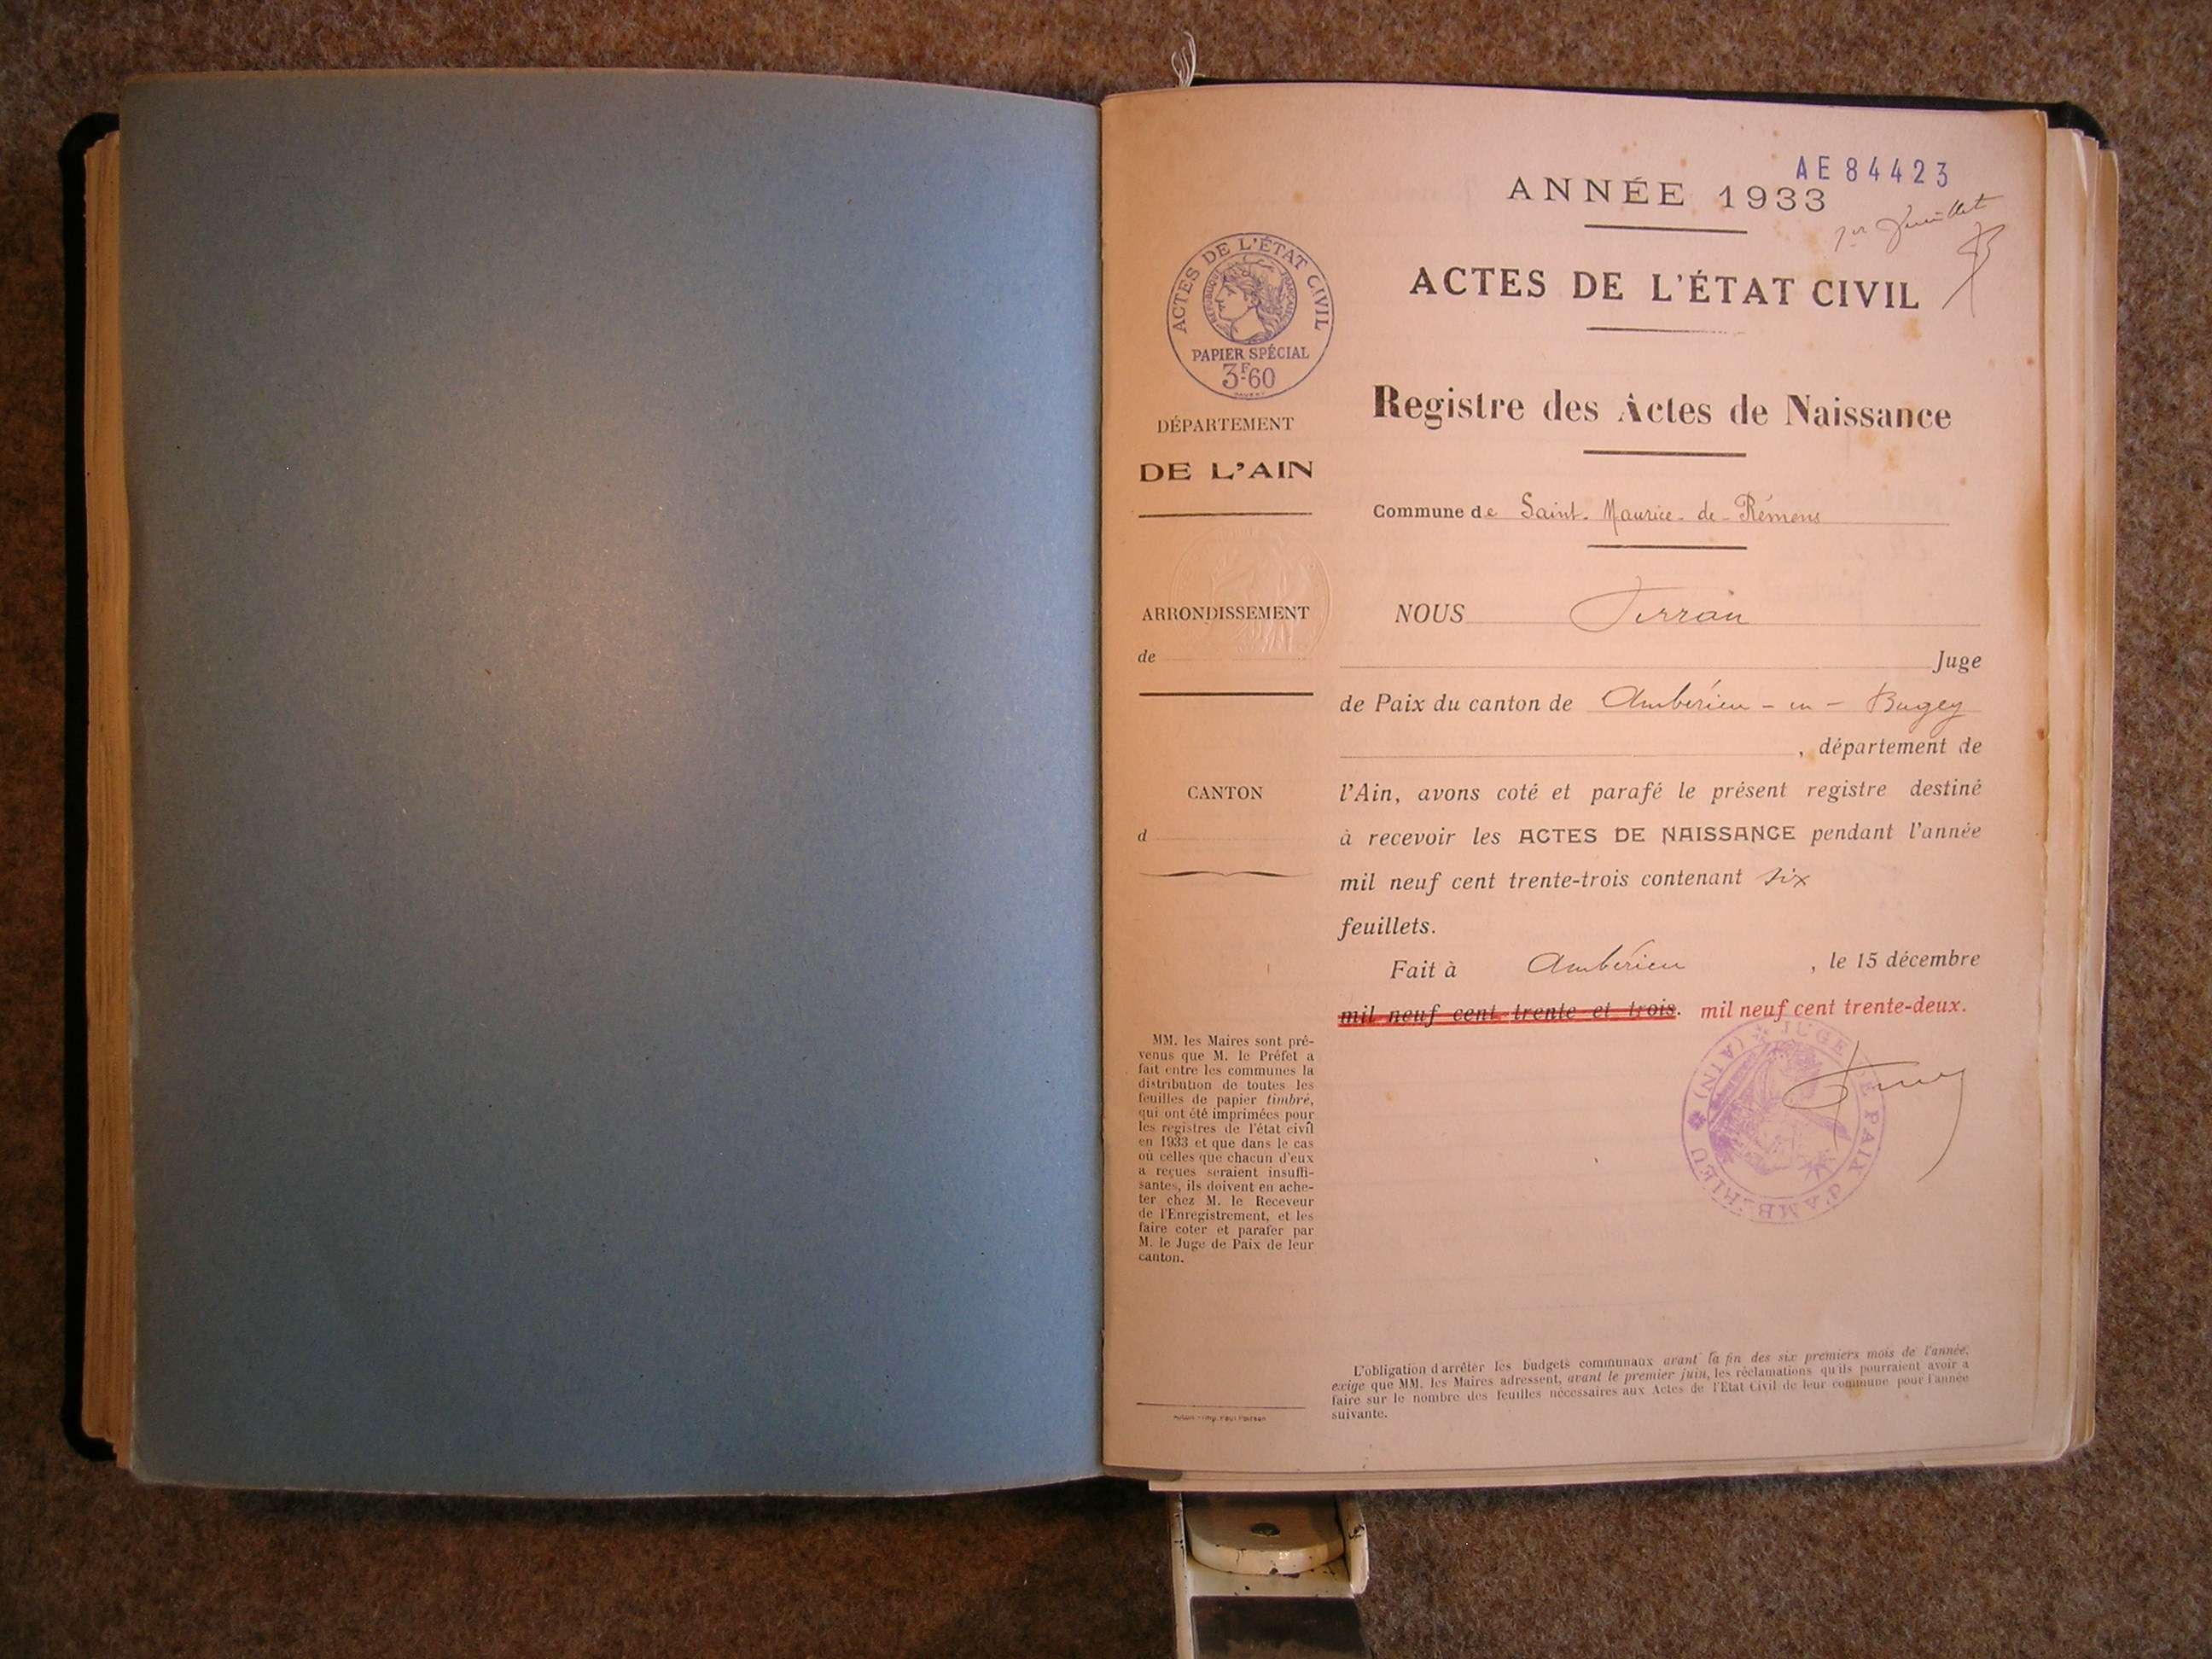 AE84423
ANNÉE 1933
1er feuillet
ACTES DE L'ÉTAT CIVIL
RÉPUBLIQUE FRANÇAISE
PAPIER SPÉCIAL
3F60
ACTES DE L'ÉTAT CIVIL
Registre des Actes de Naissance
DÉPARTEMENT
DE L'AIN
Commune de Saint-Maurice-de-Rémens
ARRONDISSEMENT
de
CANTON
d
NOUS
Juge
de Paix du canton de Ambérieu-en-Bugey
, département de
l'Ain, avons coté et parafé le présent registre destiné
à recevoir les ACTES DE NAISSANCE pendant l'année
mil neuf cent trente-trois contenant six
feuillets.
Fait à Ambérieu , le 15 décembre
mil neuf cent trente et trois. mil neuf cent trente-deux.
JUGE DE PAIX d'AMBÉRIEU (AIN)
MM. les Maires sont pré-
venus que M. le Préfet a
fait entre les communes la
distribution de toutes les
feuilles de papier timbré,
qui ont été imprimées pour
les registres de l'état civil
en 1933 et que dans le cas
où celles que chacun d'eux
a reçues seraient insuffi-
santes, ils doivent en ache-
ter chez M. le Receveur
de l'Enregistrement, et les
faire coter et parafer par
M. le Juge de Paix de leur
canton.
L'obligation d'arrêter les budgets communaux avant la fin des six premiers mois de l'année,
exige que MM. les Maires adressent, avant le premier juin, les réclamations qu'ils pourraient avoir à
faire sur le nombre des feuilles nécessaires aux Actes de l'Etat Civil de leur commune pour l'année
suivante.